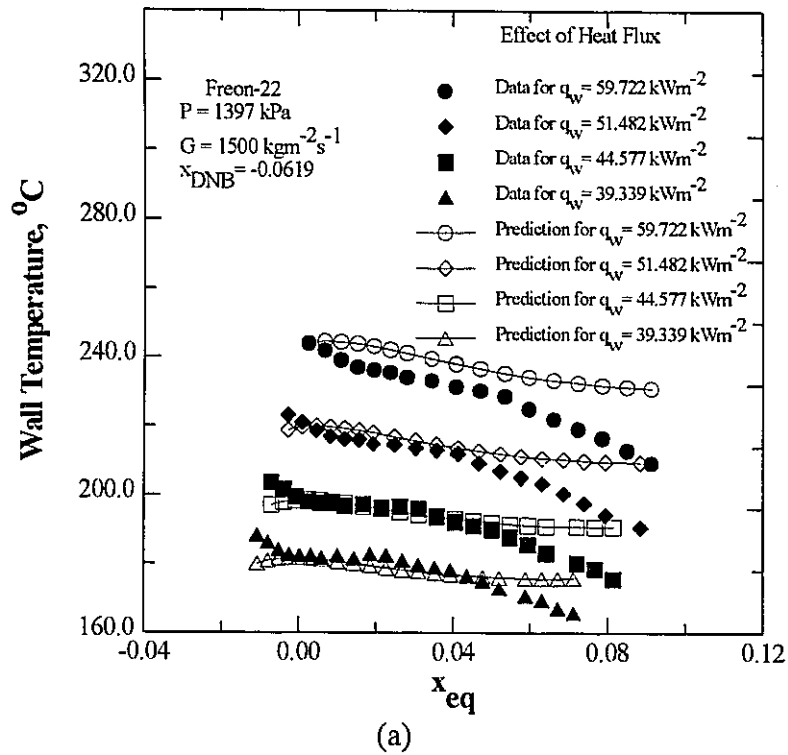 Effect of Heat Flux
Freon-22
P = 1397 kPa
G = 1500 kgm-2s-1
xDNB= -0.0619
Data for qw= 59.722 kWm-2
Data for qw= 51.482 kWm-2
Data for qw= 44.577 kWm-2
Data for qw= 39.339 kWm-2
Prediction for qw= 59.722 kWm-2
Prediction for qw= 51.482 kWm-2
Prediction for qw= 44.577 kWm-2
Prediction for qw= 39.339 kWm-2
Wall Temperature, °C
320.0
280.0
240.0
200.0
160.0
-0.04
0.00
0.04
0.08
0.12
xeq
(a)